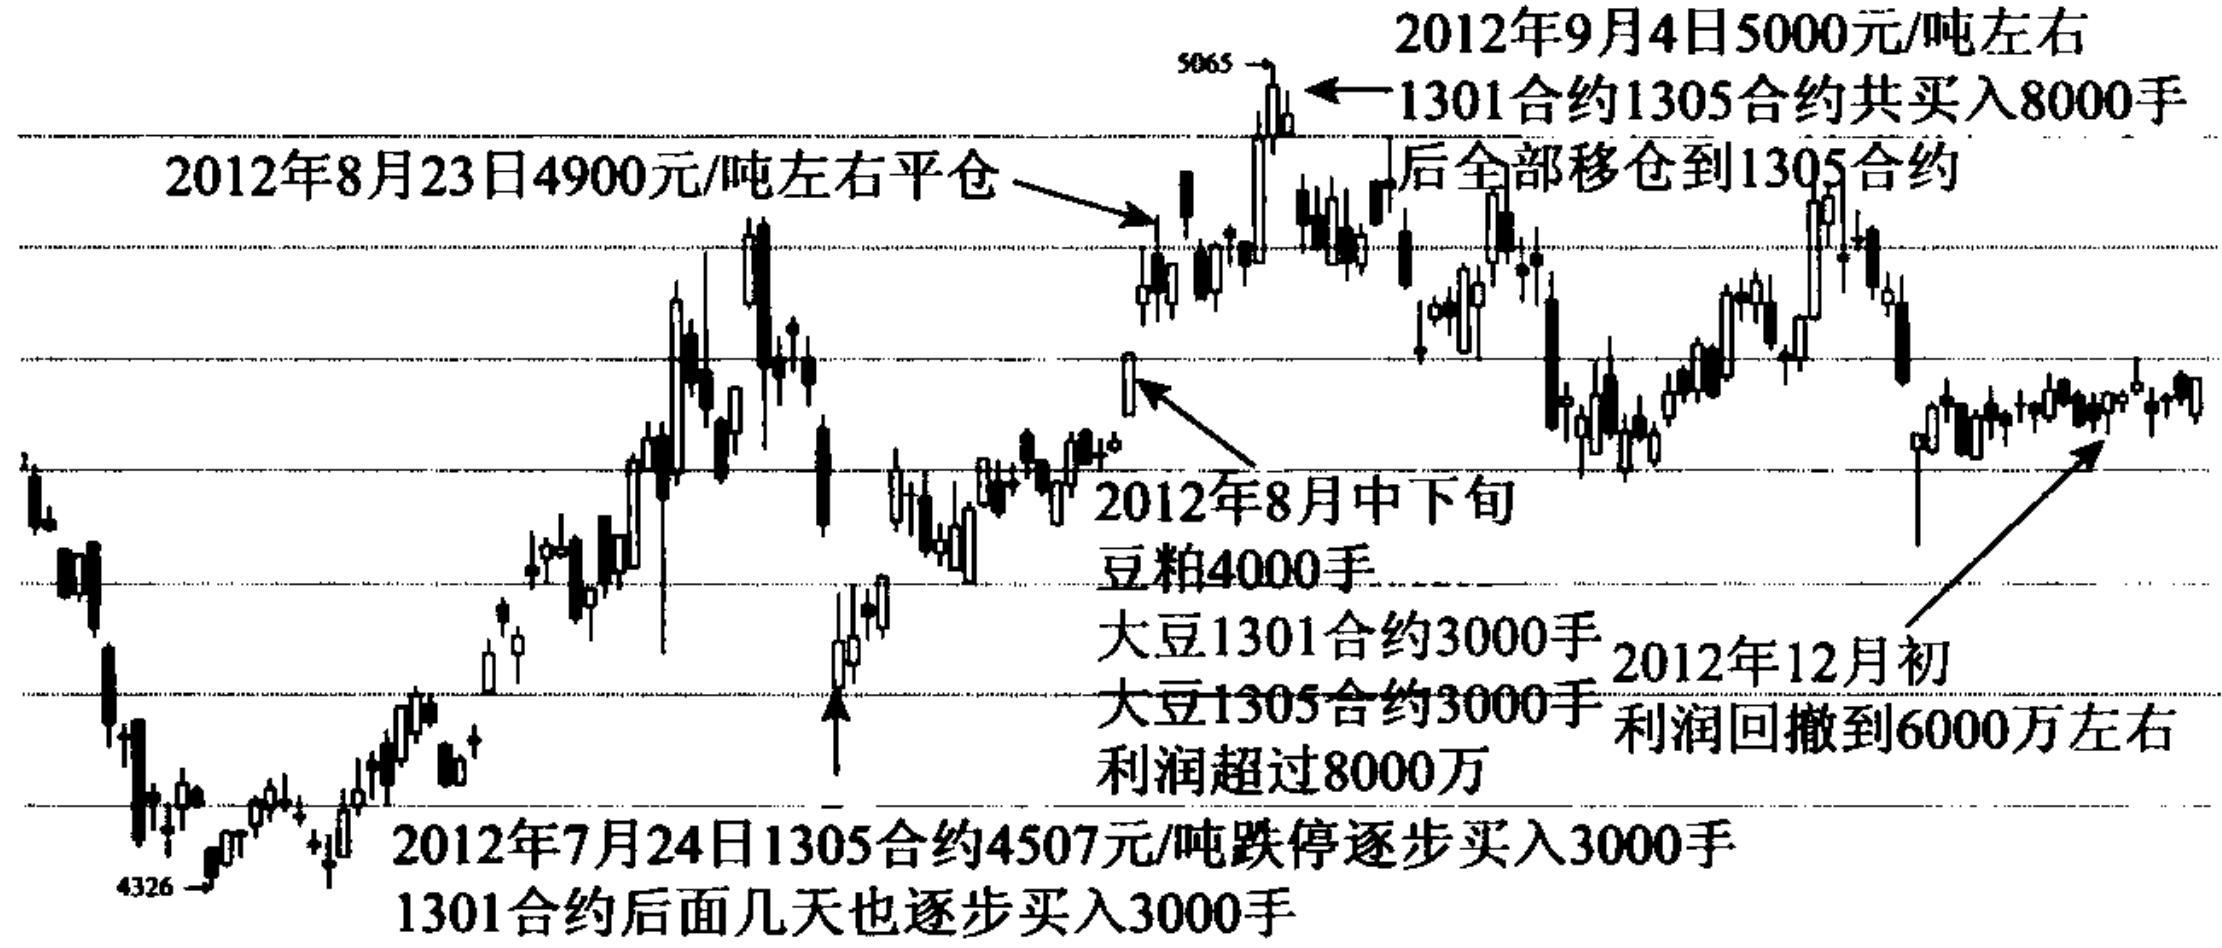 2012年9月4日5000元/吨左右
5065
1301合约1305合约共买入8000手
2012年8月23日4900元/吨左右平仓
后全部移仓到1305合约
2012年8月中下旬
豆粕4000手
大豆1301合约3000手
大豆1305合约3000手
利润超过8000万
2012年12月初
利润回撤到6000万左右
2012年7月24日1305合约4507元/吨跌停逐步买入3000手
4326
1301合约后面几天也逐步买入3000手